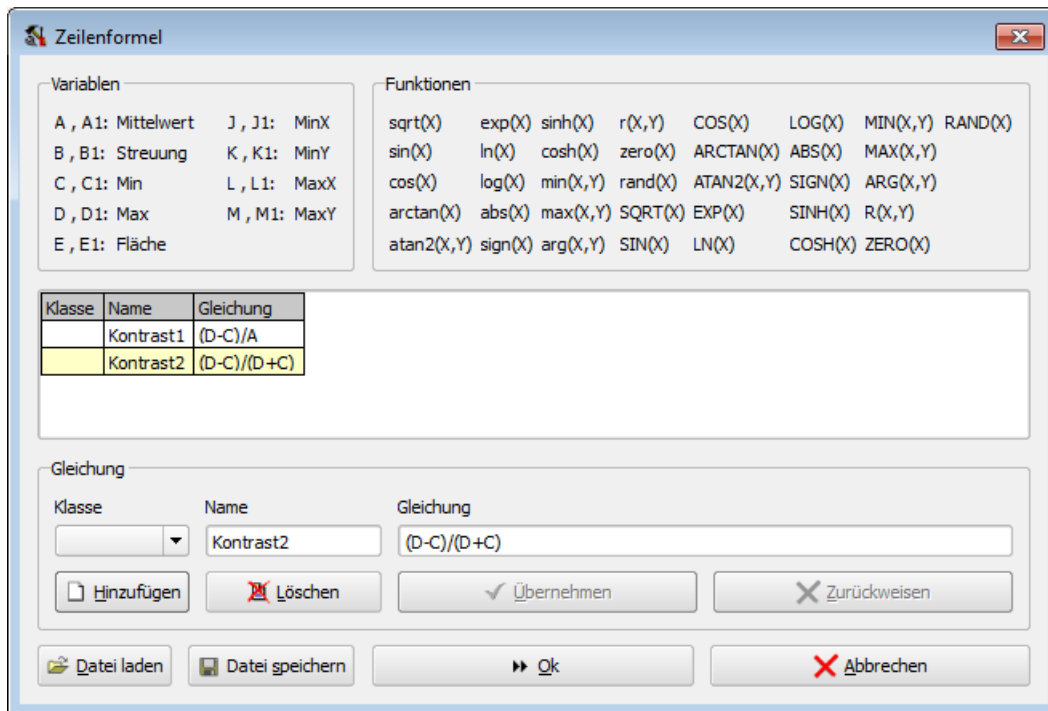 Zeilenformel
Variablen
A , A1: Mittelwert J , J1: MinX
B , B1: Streuung K , K1: MinY
C , C1: Min L , L1: MaxX
D , D1: Max M , M1: MaxY
E , E1: Fläche
Funktionen
sqrt(X) exp(X) sinh(X) r(X,Y) COS(X) LOG(X) MIN(X,Y) RAND(X)
sin(X) ln(X) cosh(X) zero(X) ARCTAN(X) ABS(X) MAX(X,Y)
cos(X) log(X) min(X,Y) rand(X) ATAN2(X,Y) SIGN(X) ARG(X,Y)
arctan(X) abs(X) max(X,Y) SQRT(X) EXP(X) SINH(X) R(X,Y)
atan2(X,Y) sign(X) arg(X,Y) SIN(X) LN(X) COSH(X) ZERO(X)
Klasse Name Gleichung
Kontrast1 (D-C)/A
Kontrast2 (D-C)/(D+C)
Gleichung
Klasse Name Gleichung
Kontrast2 (D-C)/(D+C)
Hinzufügen Löschen Übernehmen Zurückweisen
Datei laden Datei speichern Ok Abbrechen